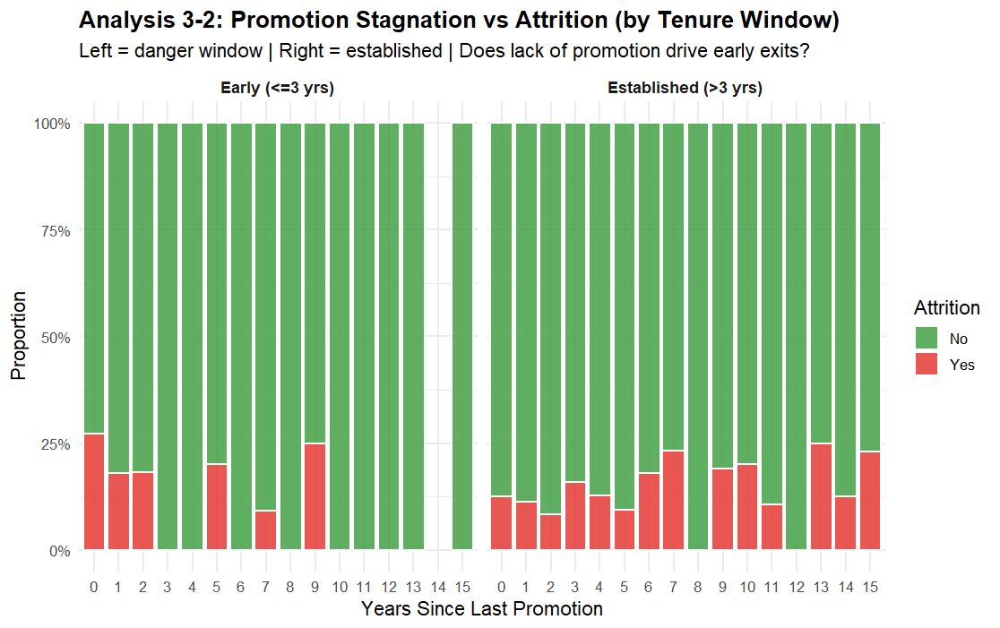 Analysis 3-2: Promotion Stagnation vs Attrition (by Tenure Window)
Left = danger window | Right = established | Does lack of promotion drive early exits?
Early (<=3 yrs)
Established (>3 yrs)
100%
75%
50%
25%
0%
Proportion
0 1 2 3 4 5 6 7 8 9 10 11 12 13 14 15
0 1 2 3 4 5 6 7 8 9 10 11 12 13 14 15
Years Since Last Promotion
Attrition
No
Yes